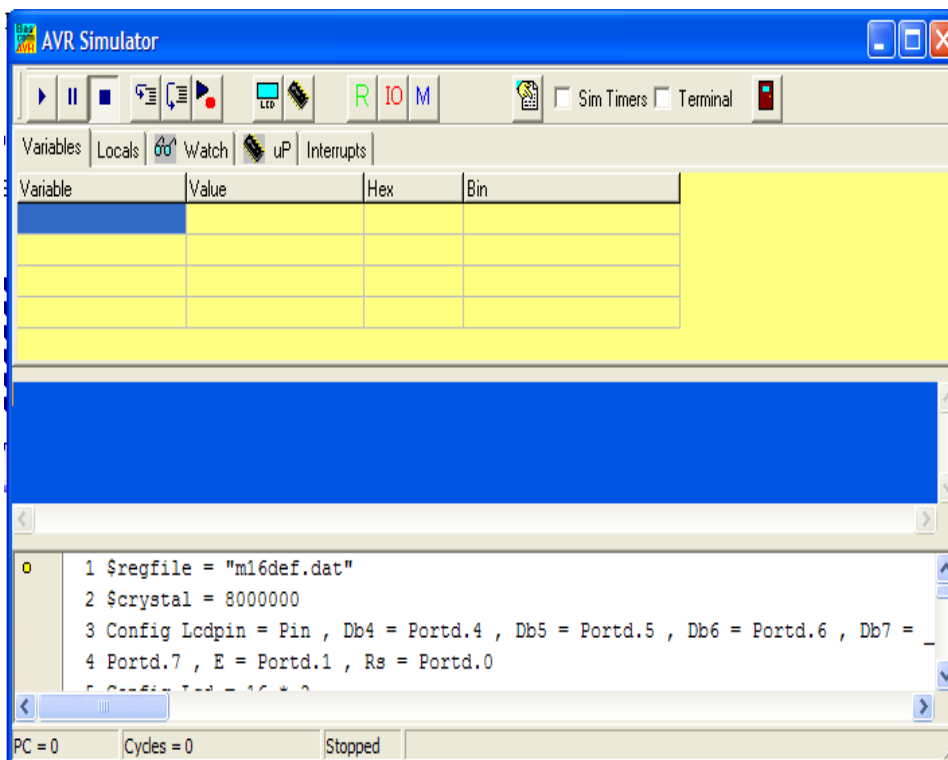 AVR Simulator
LCD R IO M Sim Timers Terminal
Variables Locals Watch uP Interrupts
Variable Value Hex Bin
1 $regfile = "m16def.dat"
2 $crystal = 8000000
3 Config Lcdpin = Pin , Db4 = Portd.4 , Db5 = Portd.5 , Db6 = Portd.6 , Db7 = _
4 Portd.7 , E = Portd.1 , Rs = Portd.0
PC = 0 Cycles = 0 Stopped